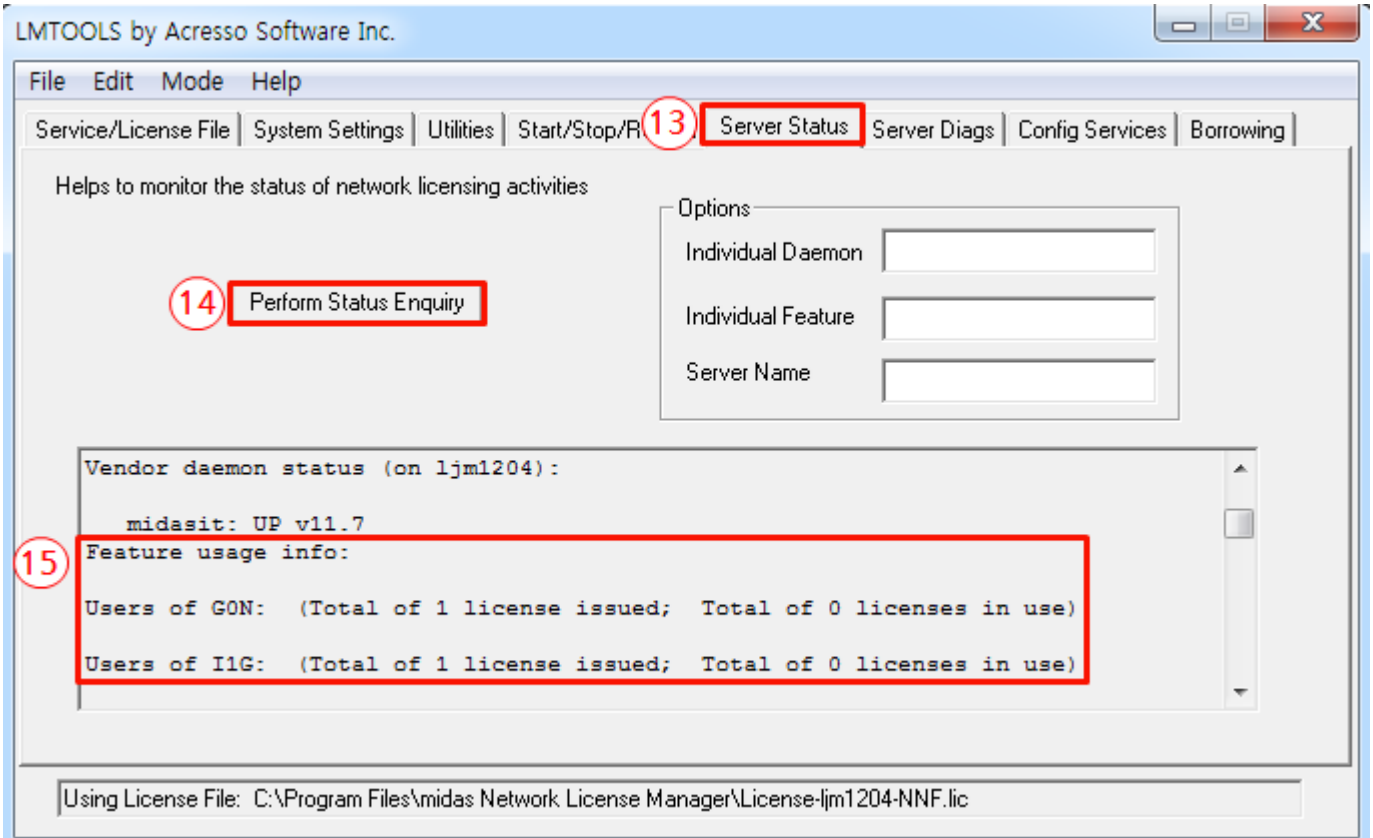 LMTOOLS by Acresso Software Inc.
File Edit Mode Help
Service/License File System Settings Utilities Start/Stop/R 13 Server Status Server Diags Config Services Borrowing
Helps to monitor the status of network licensing activities
Options
Individual Daemon
14 Perform Status Enquiry
Individual Feature
Server Name
Vendor daemon status (on ljm1204):
midasit: UP v11.7
15 Feature usage info:
Users of G0N: (Total of 1 license issued; Total of 0 licenses in use)
Users of I1G: (Total of 1 license issued; Total of 0 licenses in use)
Using License File: C:\Program Files\midas Network License Manager\License-ljm1204-NNF.lic